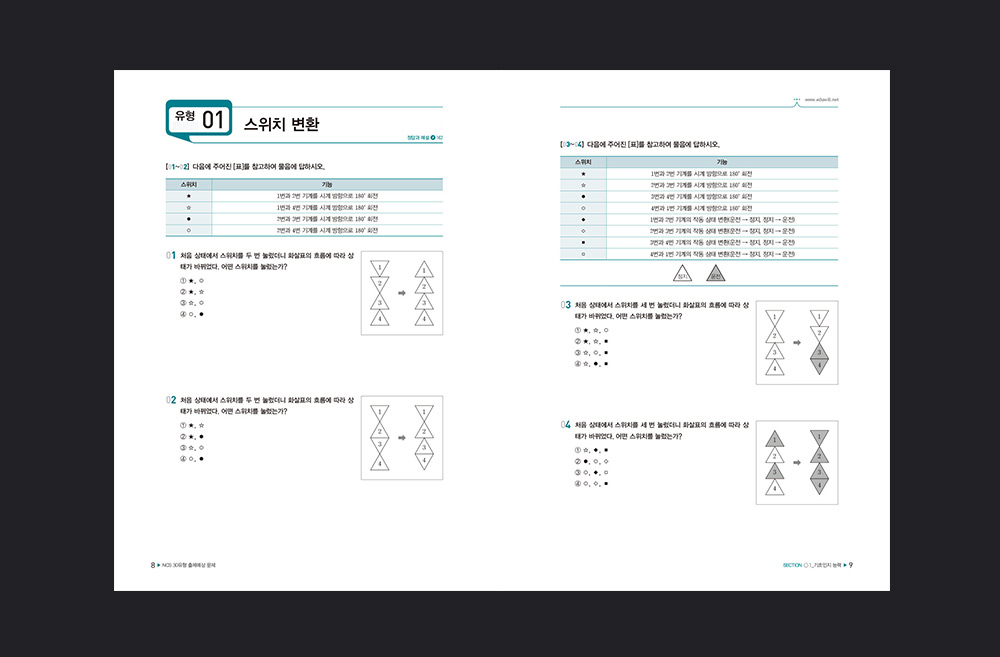 유형 01
스위치 변환
정답과 해설
[01~02] 다음에 주어진 [표]를 참고하여 물음에 답하시오.
스위치 기능
★ 1번과 2번 기계를 시계 방향으로 180° 회전
☆ 1번과 3번 기계를 시계 방향으로 180° 회전
● 2번과 3번 기계를 시계 방향으로 180° 회전
○ 2번과 4번 기계를 시계 방향으로 180° 회전
01 처음 상태에서 스위치를 두 번 눌렀더니 화살표의 흐름에 따라 상
태가 바뀌었다. 어떤 스위치를 눌렀는가?
① ★, ○
② ★, ☆
③ ☆, ○
④ ○, ●
1 1
2 2
3 3
4 4
02 처음 상태에서 스위치를 두 번 눌렀더니 화살표의 흐름에 따라 상
태가 바뀌었다. 어떤 스위치를 눌렀는가?
① ★, ☆
② ★, ●
③ ☆, ○
④ ○, ●
1 1
2 2
3 3
4 4
8 ▶ NCS 30유형 출제예상 문제
www.eduwill.net
[03~04] 다음에 주어진 [표]를 참고하여 물음에 답하시오.
스위치 기능
★ 1번과 2번 기계를 시계 방향으로 180° 회전
☆ 2번과 3번 기계를 시계 방향으로 180° 회전
● 3번과 4번 기계를 시계 방향으로 180° 회전
○ 4번과 1번 기계를 시계 방향으로 180° 회전
◆ 1번과 2번 기계의 작동 상태 변환(운전 → 정지, 정지 → 운전)
◇ 2번과 3번 기계의 작동 상태 변환(운전 → 정지, 정지 → 운전)
■ 3번과 4번 기계의 작동 상태 변환(운전 → 정지, 정지 → 운전)
□ 4번과 1번 기계의 작동 상태 변환(운전 → 정지, 정지 → 운전)
정지 운전
03 처음 상태에서 스위치를 세 번 눌렀더니 화살표의 흐름에 따라 상
태가 바뀌었다. 어떤 스위치를 눌렀는가?
① ★, ☆, ○
② ★, ☆, ■
③ ☆, ○, ■
④ ☆, ●, ■
1 1
2 2
3 3
4 4
04 처음 상태에서 스위치를 세 번 눌렀더니 화살표의 흐름에 따라 상
태가 바뀌었다. 어떤 스위치를 눌렀는가?
① ☆, ◆, ■
② ●, ○, ◇
③ ○, ◆, □
④ ○, ◇, ■
1 1
2 2
3 3
4 4
SECTION 01_기초인지 능력 ▶ 9